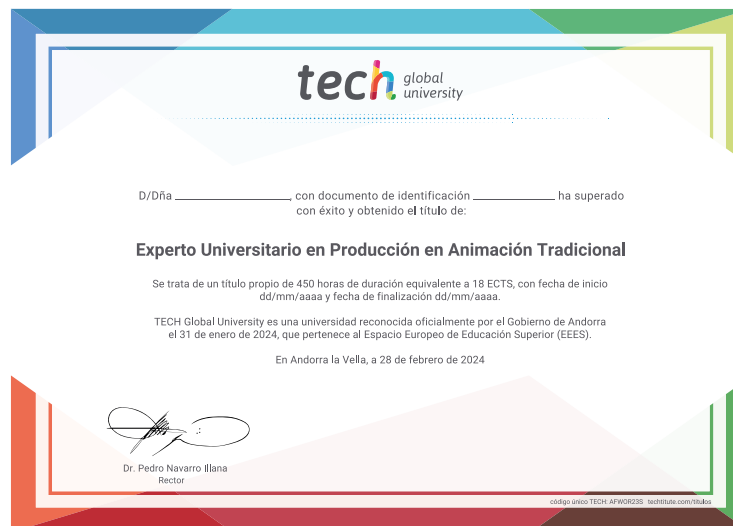 tech global university
D/Dña ____________________, con documento de identificación ______________ ha superado
con éxito y obtenido el título de:
Experto Universitario en Producción en Animación Tradicional
Se trata de un título propio de 450 horas de duración equivalente a 18 ECTS, con fecha de inicio
dd/mm/aaaa y fecha de finalización dd/mm/aaaa.
TECH Global University es una universidad reconocida oficialmente por el Gobierno de Andorra
el 31 de enero de 2024, que pertenece al Espacio Europeo de Educación Superior (EEES).
En Andorra la Vella, a 28 de febrero de 2024
Dr. Pedro Navarro Illana
Rector
código único TECH: AFWOR23S techtitute.com/titulos